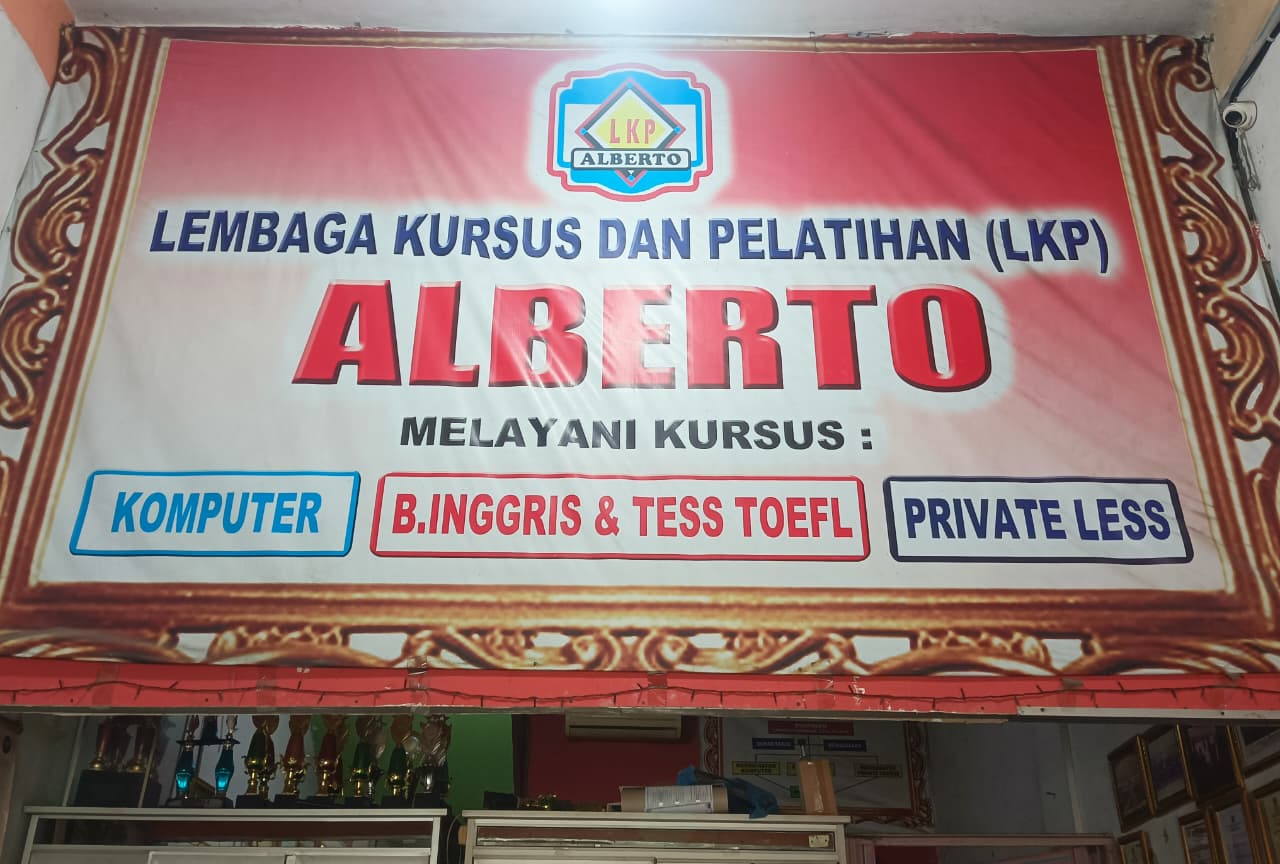 LKP
ALBERTO
LEMBAGA KURSUS DAN PELATIHAN (LKP)
ALBERTO
MELAYANI KURSUS :
KOMPUTER
B.INGGRIS & TESS TOEFL
PRIVATE LESS